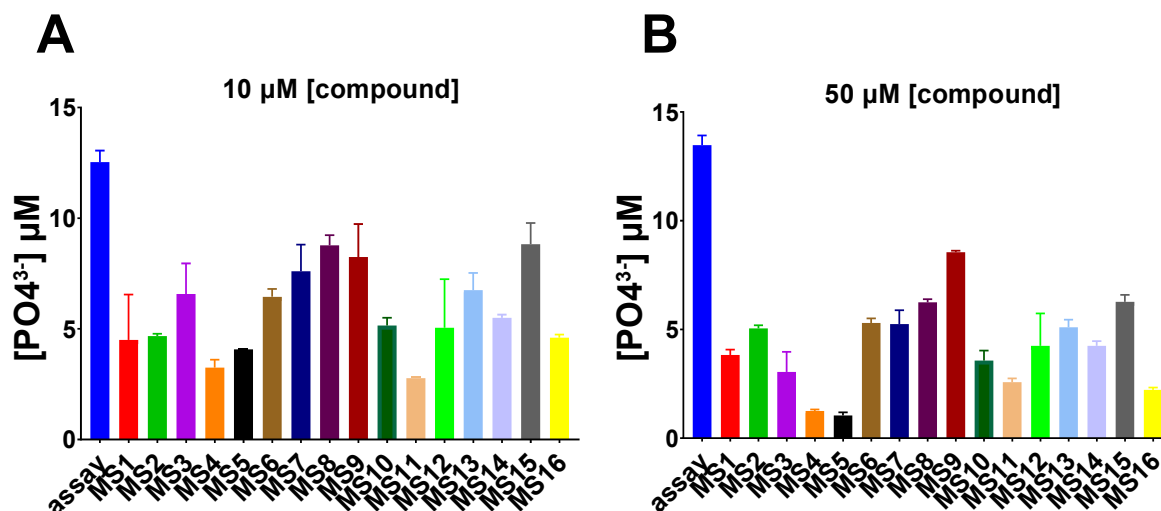 A
10 µM [compound]
[PO4³⁻] µM
15
10
5
0
assay
MS1
MS2
MS3
MS4
MS5
MS6
MS7
MS8
MS9
MS10
MS11
MS12
MS13
MS14
MS15
MS16
B
50 µM [compound]
[PO4³⁻] µM
15
10
5
0
assay
MS1
MS2
MS3
MS4
MS5
MS6
MS7
MS8
MS9
MS10
MS11
MS12
MS13
MS14
MS15
MS16